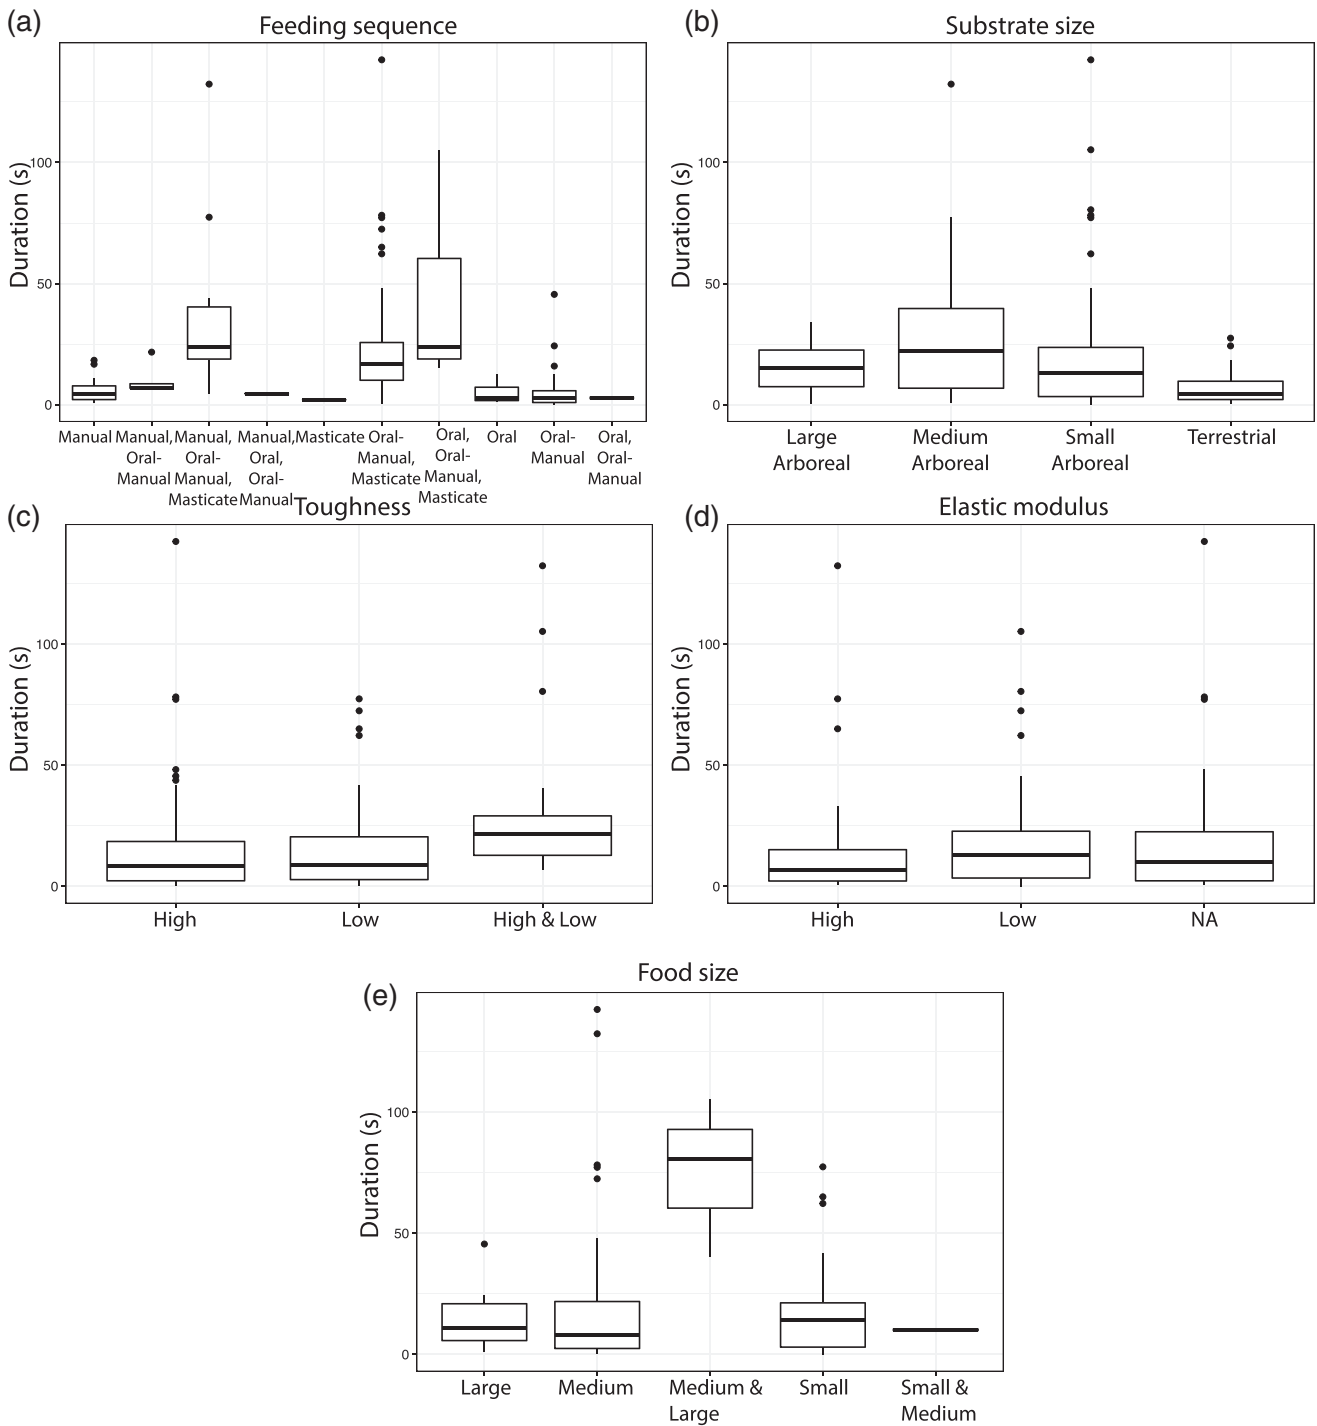 (a) Feeding sequence
Duration (s)
100
50
0
Manual Manual, Manual, Manual, Masticate Oral- Oral, Oral Oral- Oral,
Oral- Oral- Oral, Manual, Oral- Manual Oral-
Manual Manual, Oral- Masticate Manual, Manual
Masticate Manual Masticate
(b) Substrate size
Duration (s)
100
50
0
Large Medium Small Terrestrial
Arboreal Arboreal Arboreal
(c) Toughness
Duration (s)
100
50
0
High Low High & Low
(d) Elastic modulus
Duration (s)
100
50
0
High Low NA
(e) Food size
Duration (s)
100
50
0
Large Medium Medium & Small Small &
Large Medium